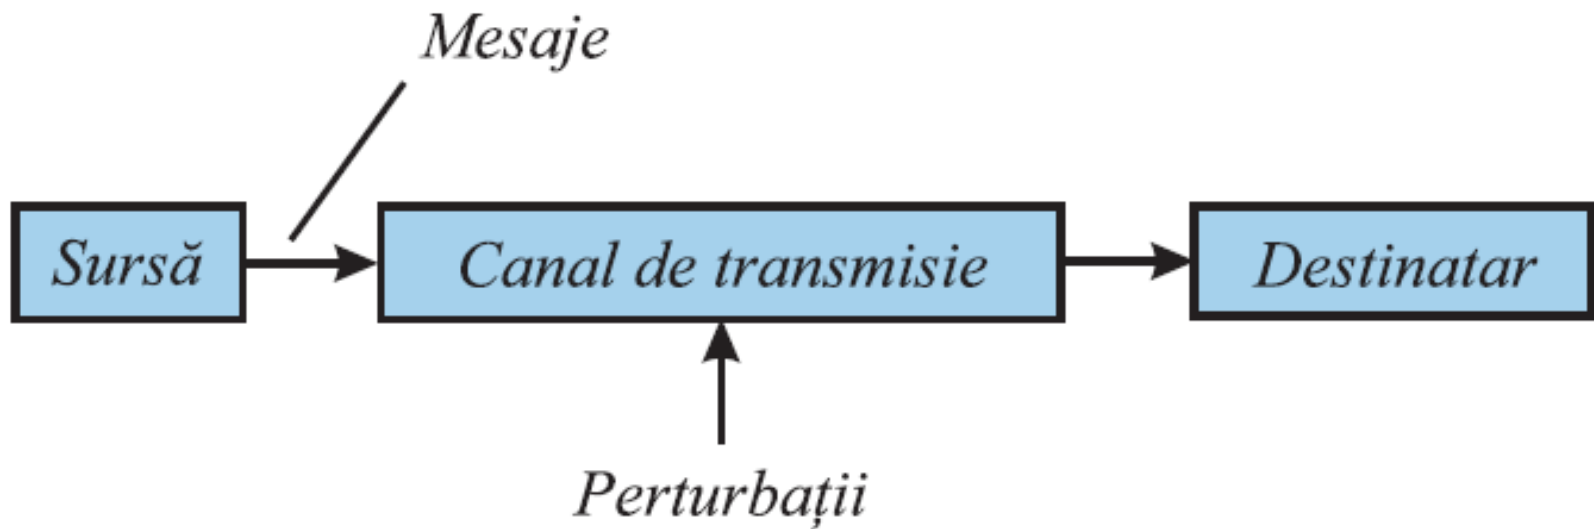 Mesaje
Sursă
Canal de transmisie
Destinatar
Perturbații